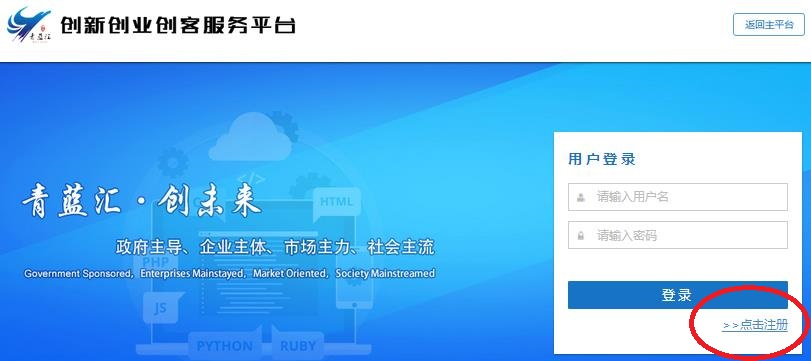 青蓝汇
创新创业创客服务平台
返回主平台
用户登录
请输入用户名
请输入密码
登录
>>点击注册
青蓝汇·创未来
政府主导、企业主体、市场主力、社会主流
Government Sponsored、Enterprises Mainstayed、Market Oriented、Society Mainstreamed
</>
HTML
PHP
JS
PYTHON
RUBY